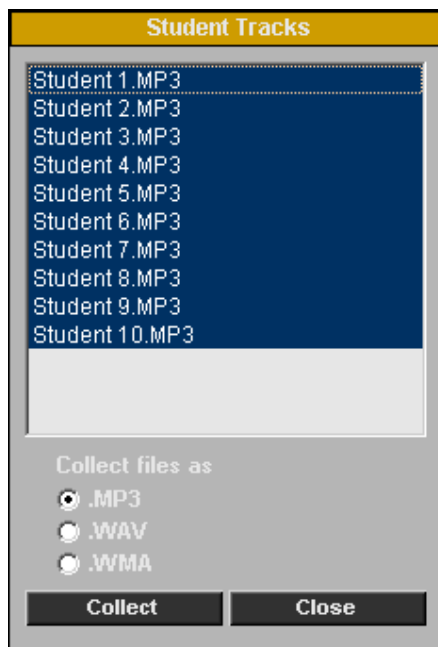 Student Tracks
Student 1.MP3
Student 2.MP3
Student 3.MP3
Student 4.MP3
Student 5.MP3
Student 6.MP3
Student 7.MP3
Student 8.MP3
Student 9.MP3
Student 10.MP3
Collect files as
.MP3
.WAV
.WMA
Collect Close